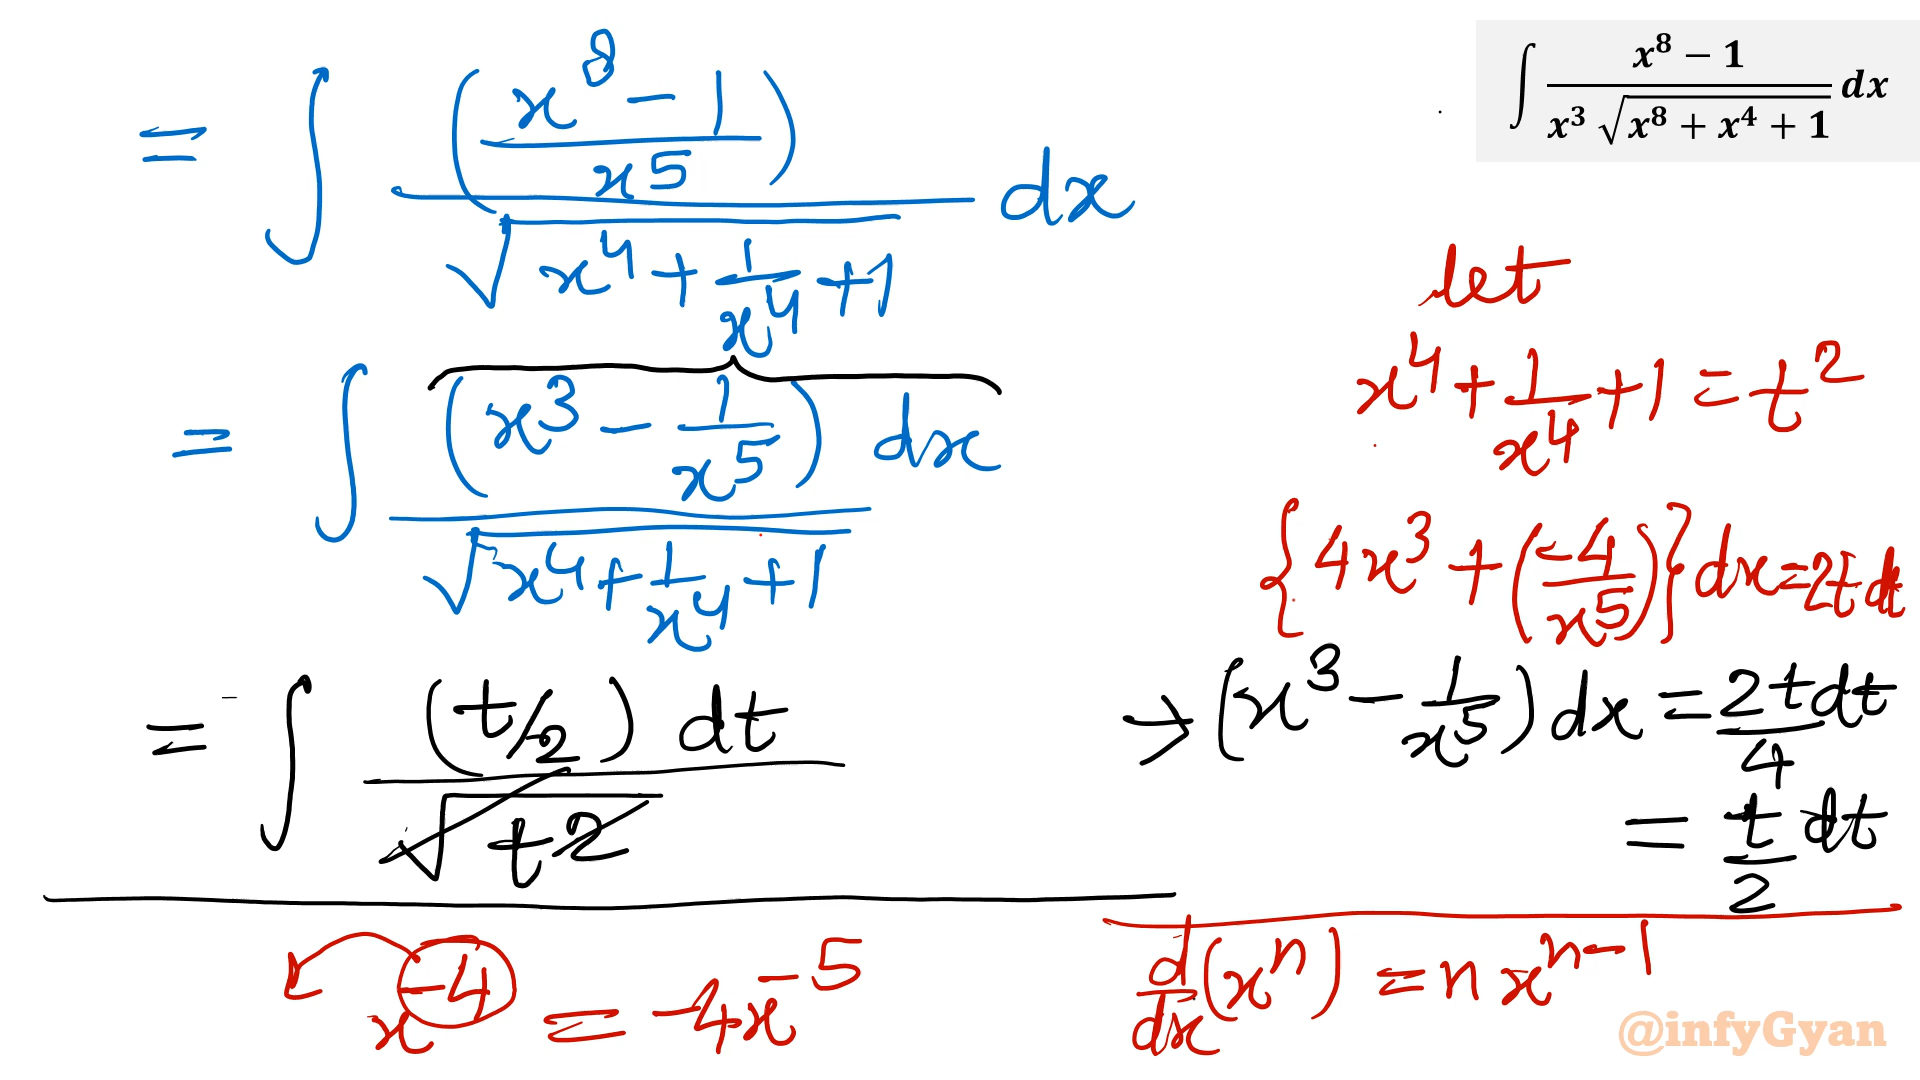 ∫ (x⁸ − 1)/(x³ √(x⁸ + x⁴ + 1)) dx
= ∫ ((x⁸ − 1)/x⁵)/√(x⁴ + 1/x⁴ + 1) dx
= ∫ (x³ − 1/x⁵) dx/√(x⁴ + 1/x⁴ + 1)
= ∫ (t/2) dt/√t²
let
x⁴ + 1/x⁴ + 1 = t²
{4x³ + (−4/x⁵)} dx = 2t dt
→ (x³ − 1/x⁵) dx = 2t dt/4
= t/2 dt
x⁻⁴ = −4x⁻⁵
d/dx (xⁿ) = n xⁿ⁻¹
@infyGyan